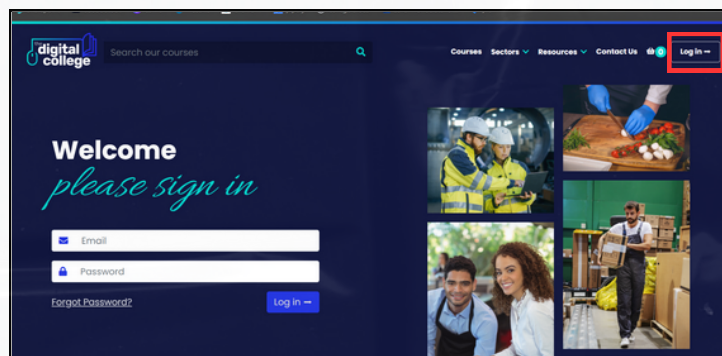 the
digital
college
Search our courses
Courses Sectors Resources Contact Us 0 Log in
Welcome
please sign in
Email
Password
Forgot Password? Log in